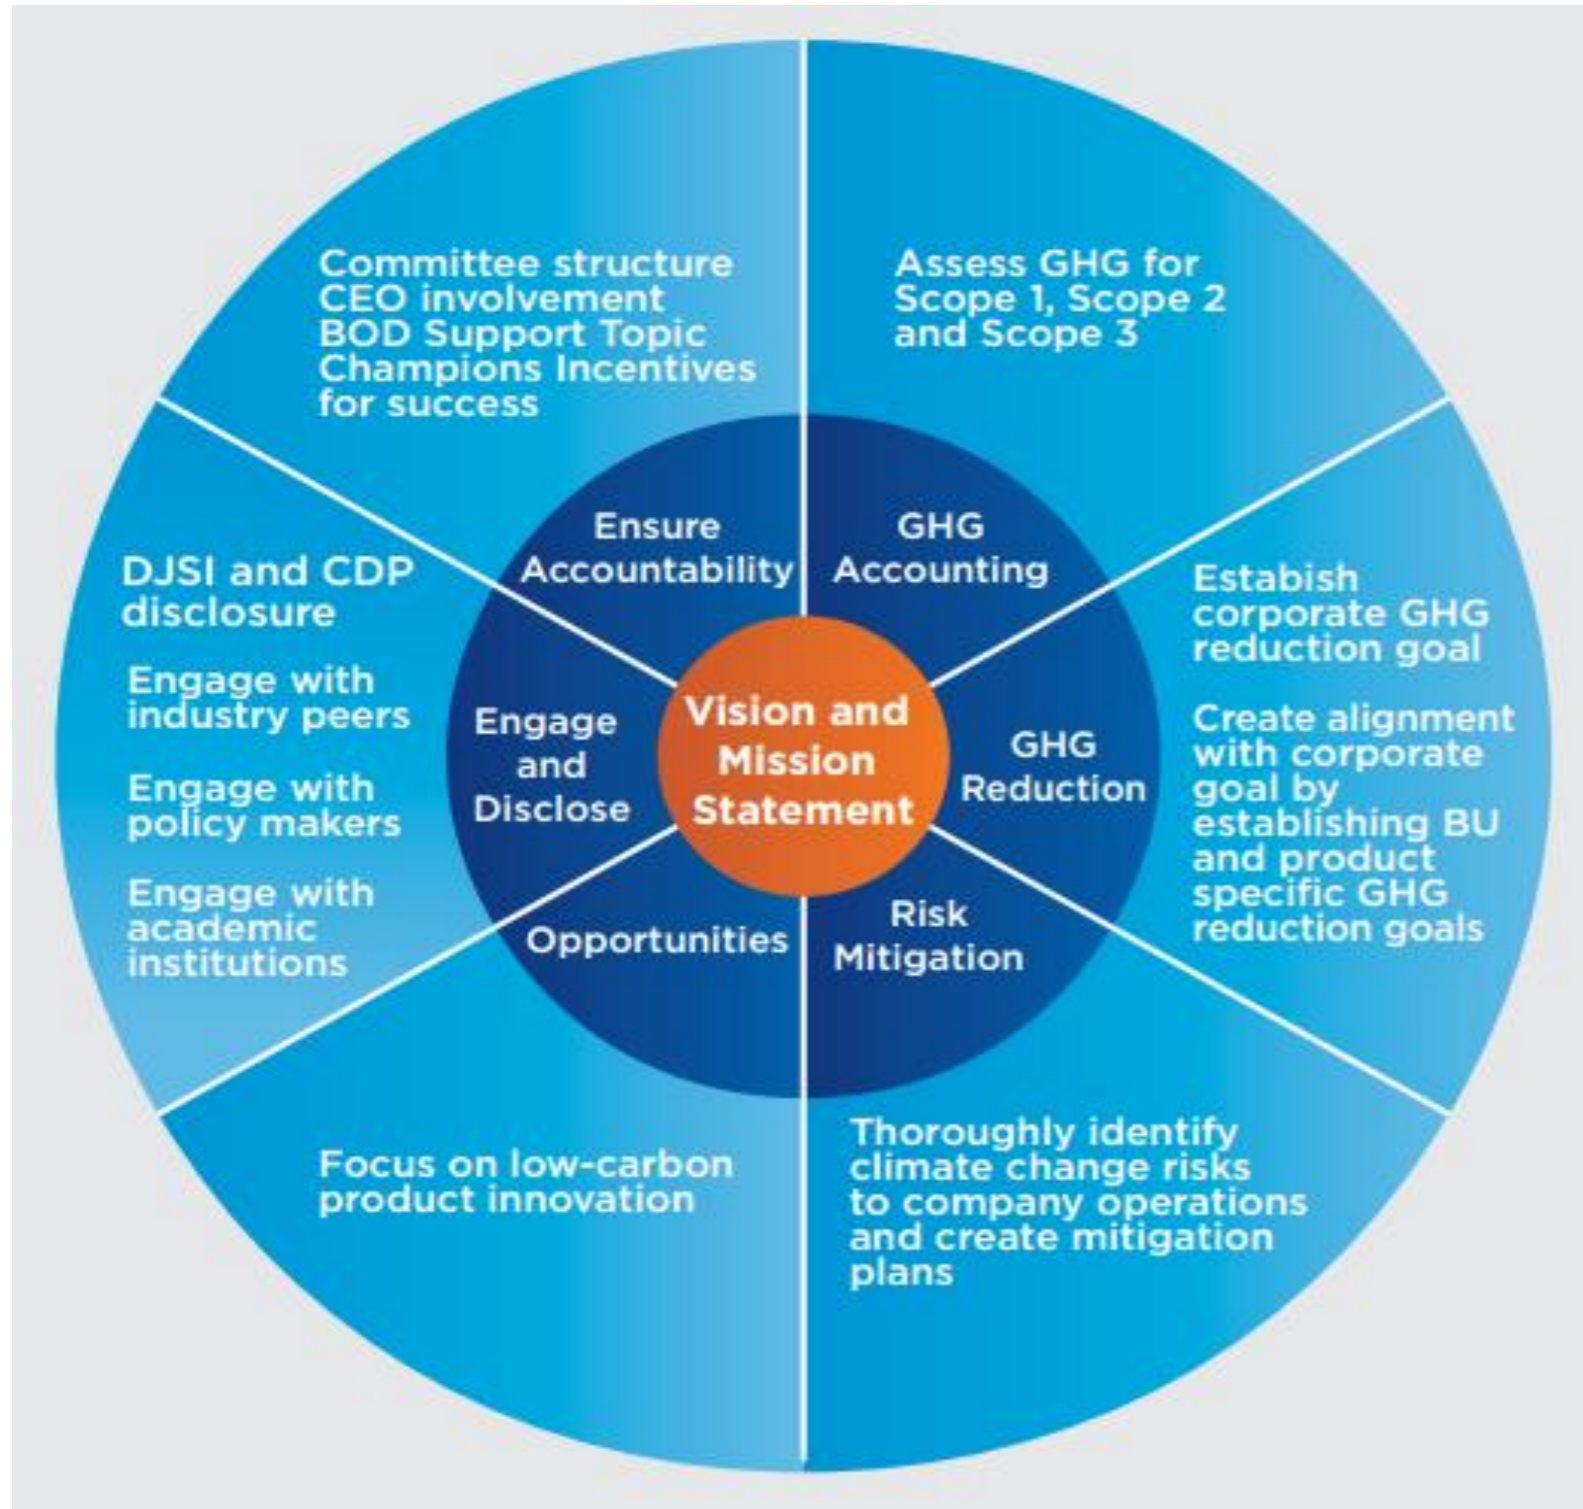 Committee structure
CEO involvement
BOD Support Topic
Champions Incentives
for success
Assess GHG for
Scope 1, Scope 2
and Scope 3
Ensure
Accountability
GHG
Accounting
DJSI and CDP
disclosure
Engage with
industry peers
Engage with
policy makers
Engage with
academic
institutions
Engage
and
Disclose
Vision and
Mission
Statement
GHG
Reduction
Estabish
corporate GHG
reduction goal
Create alignment
with corporate
goal by
establishing BU
and product
specific GHG
reduction goals
Opportunities
Risk
Mitigation
Focus on low-carbon
product innovation
Thoroughly identify
climate change risks
to company operations
and create mitigation
plans